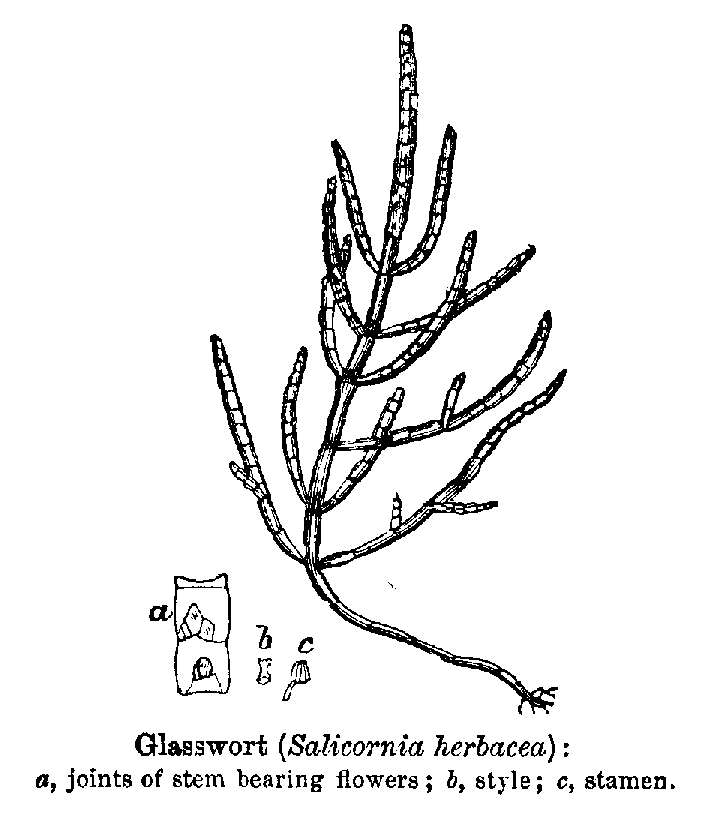 a
b
c
Glasswort (Salicornia herbacea):
a, joints of stem bearing flowers; b, style; c, stamen.